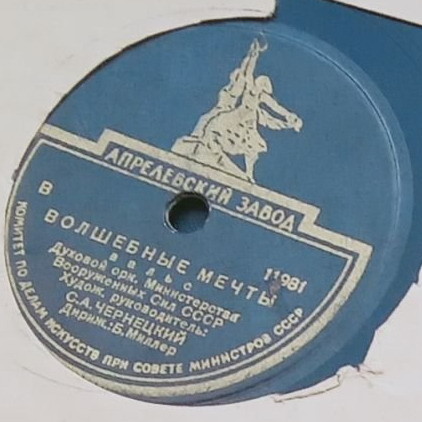 АПРЕЛЕВСКИЙ ЗАВОД
В
11981
ВОЛШЕБНЫЕ МЕЧТЫ
вальс
Духовой орк. Министерства
Вооруженных Сил СССР
Худож. руководитель:
С.А.ЧЕРНЕЦКИЙ
Дириж.: Б. Миллер
КОМИТЕТ ПО ДЕЛАМ ИСКУССТВ ПРИ СОВЕТЕ МИНИСТРОВ СССР